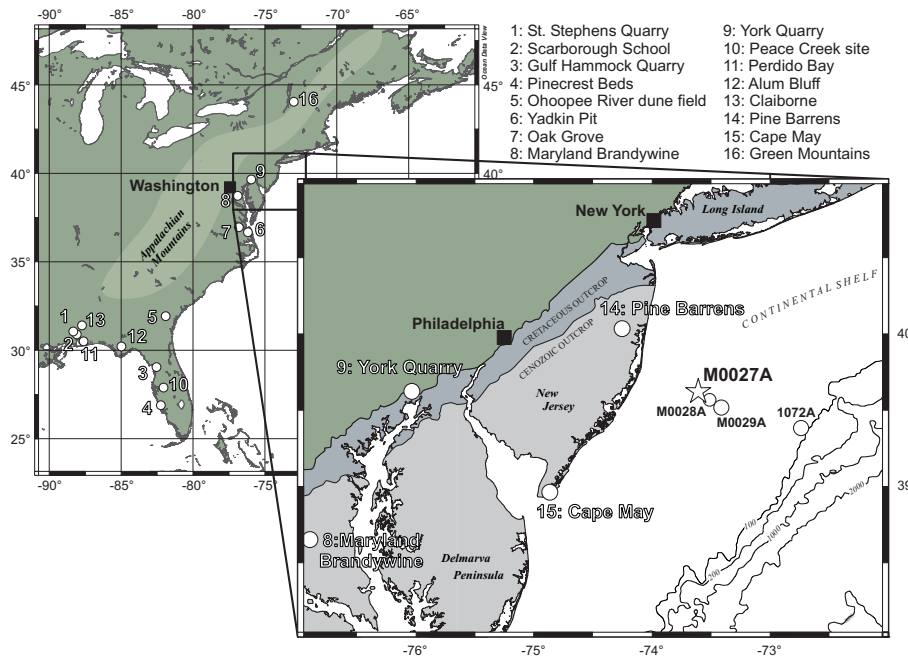 -90° -85° -80° -75° -70° -65°
Ocean Data View
45°
40°
35°
30°
25°
40°
-90° -85° -80° -75°
16
9
Washington
8
7
6
Appalachian
Mountains
1
13
5
2
11
12
3
10
4
1: St. Stephens Quarry
2: Scarborough School
3: Gulf Hammock Quarry
4: Pinecrest Beds
5: Ohoopee River dune field
6: Yadkin Pit
7: Oak Grove
8: Maryland Brandywine
9: York Quarry
10: Peace Creek site
11: Perdido Bay
12: Alum Bluff
13: Claiborne
14: Pine Barrens
15: Cape May
16: Green Mountains
New York
Long Island
CONTINENTAL SHELF
CRETACEOUS OUTCROP
14: Pine Barrens
Philadelphia
CENOZOIC OUTCROP
40
9: York Quarry
M0027A
New
Jersey
M0028A
M0029A
1072A
39
15: Cape May
8:Maryland
Brandywine
Delmarva
Peninsula
100
200
1000
2000
-76° -75° -74° -73°